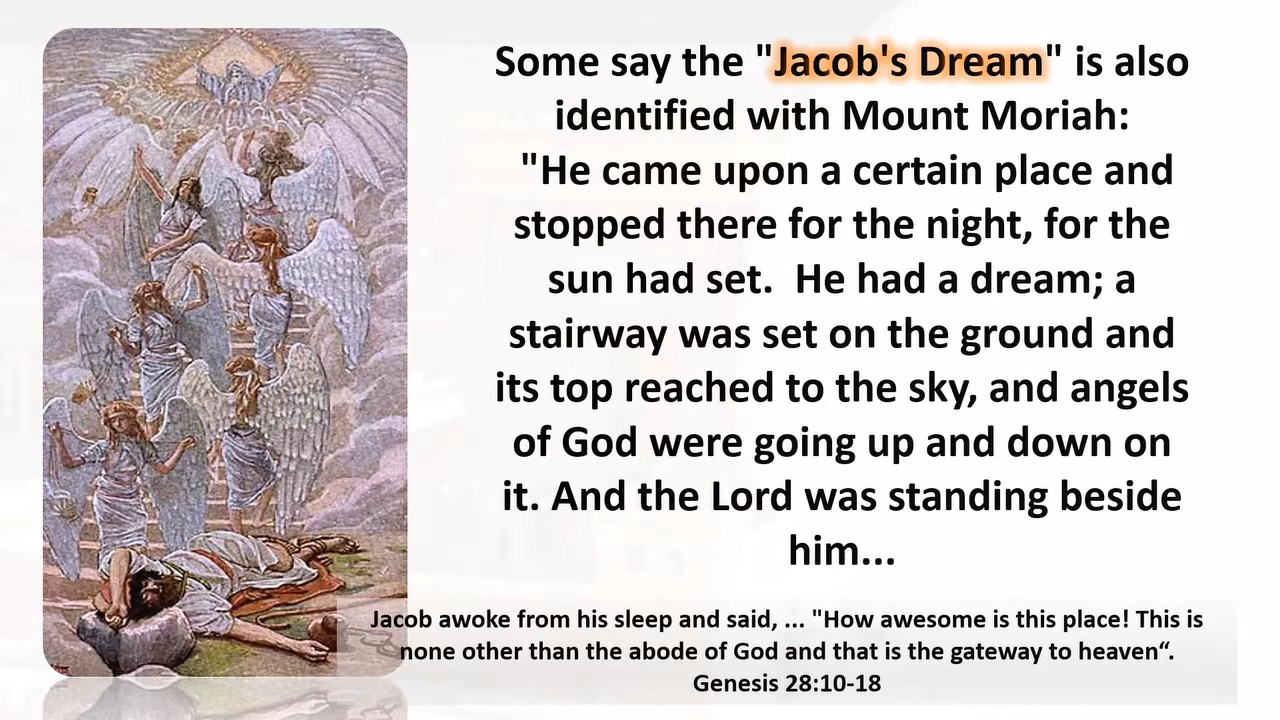 Some say the "Jacob's Dream" is also
identified with Mount Moriah:
"He came upon a certain place and
stopped there for the night, for the
sun had set.  He had a dream; a
stairway was set on the ground and
its top reached to the sky, and angels
of God were going up and down on
it. And the Lord was standing beside
him...
Jacob awoke from his sleep and said, ... "How awesome is this place! This is
none other than the abode of God and that is the gateway to heaven“.
Genesis 28:10-18